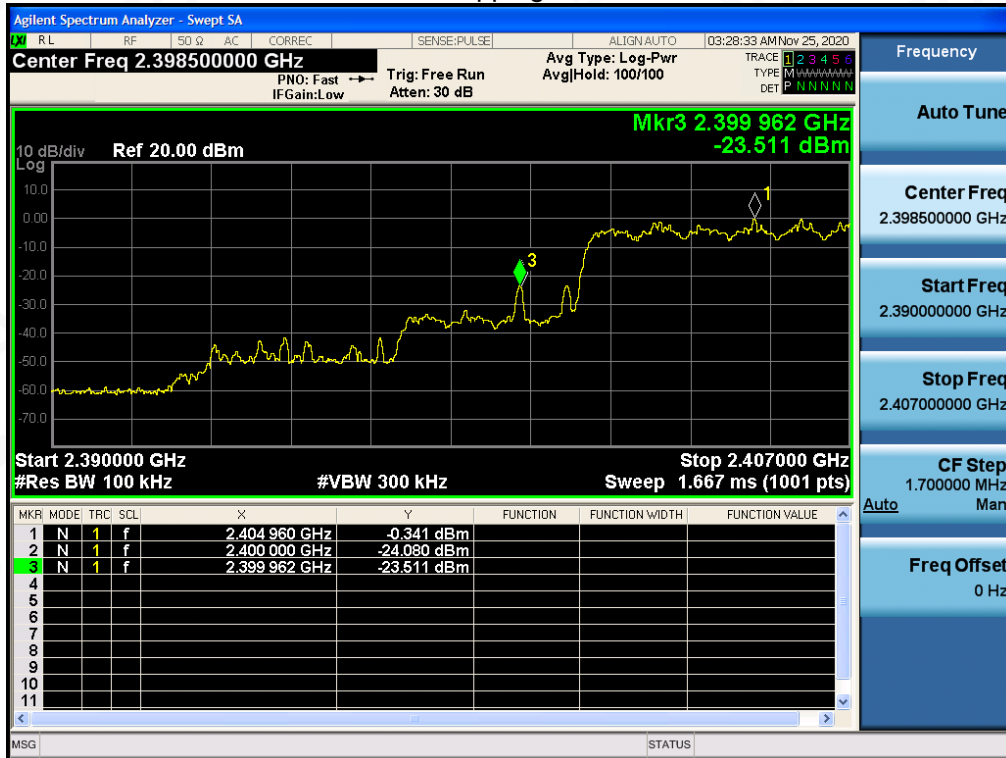 Agilent Spectrum Analyzer - Swept SA
LXI RL RF 50 Ω AC CORREC SENSE:PULSE ALIGN AUTO 03:28:33 AM Nov 25, 2020
Center Freq 2.398500000 GHz
PNO: Fast
IFGain:Low
Trig: Free Run
Atten: 30 dB
Avg Type: Log-Pwr
Avg|Hold: 100/100
TRACE 1 2 3 4 5 6
TYPE M WWWWW
DET P N N N N N
Mkr3 2.399 962 GHz
-23.511 dBm
10 dB/div Ref 20.00 dBm
Log
10.0
0.00
-10.0
-20.0
-30.0
-40.0
-50.0
-60.0
-70.0
1
3
Start 2.390000 GHz Stop 2.407000 GHz
#Res BW 100 kHz #VBW 300 kHz Sweep 1.667 ms (1001 pts)
MKR MODE TRC SCL X Y FUNCTION FUNCTION WIDTH FUNCTION VALUE
1 N 1 f 2.404 960 GHz -0.341 dBm
2 N 1 f 2.400 000 GHz -24.080 dBm
3 N 1 f 2.399 962 GHz -23.511 dBm
4
5
6
7
8
9
10
11
MSG STATUS
Frequency
Auto Tune
Center Freq
2.398500000 GHz
Start Freq
2.390000000 GHz
Stop Freq
2.407000000 GHz
CF Step
1.700000 MHz
Auto Man
Freq Offset
0 Hz